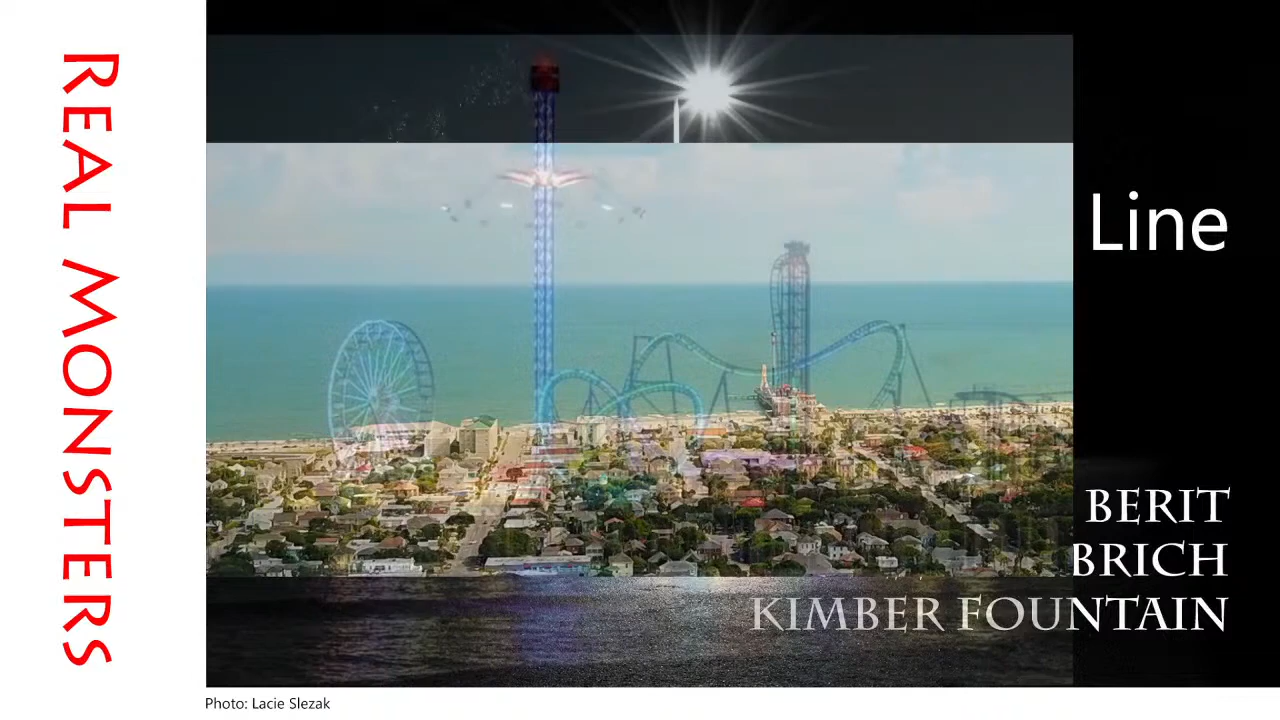 REAL MONSTERS
Line
BERIT
BRICH
KIMBER FOUNTAIN
Photo: Lacie Slezak